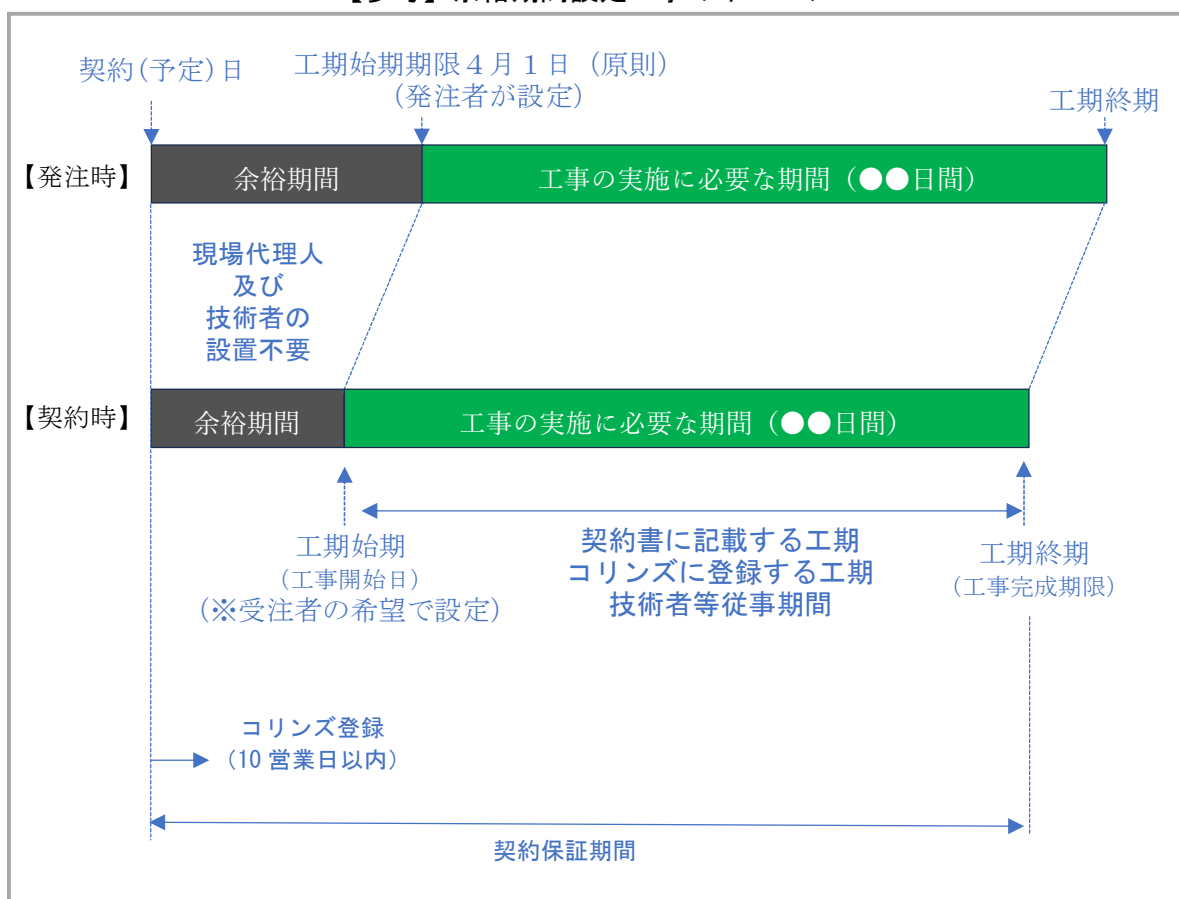 契約(予定)日
工期始期期限４月１日（原則）
（発注者が設定）
工期終期
【発注時】
余裕期間
工事の実施に必要な期間（●●日間）
現場代理人
及び
技術者の
設置不要
【契約時】
余裕期間
工事の実施に必要な期間（●●日間）
工期始期
（工事開始日）
（※受注者の希望で設定）
契約書に記載する工期
コリンズに登録する工期
技術者等従事期間
工期終期
（工事完成期限）
コリンズ登録
（10 営業日以内）
契約保証期間